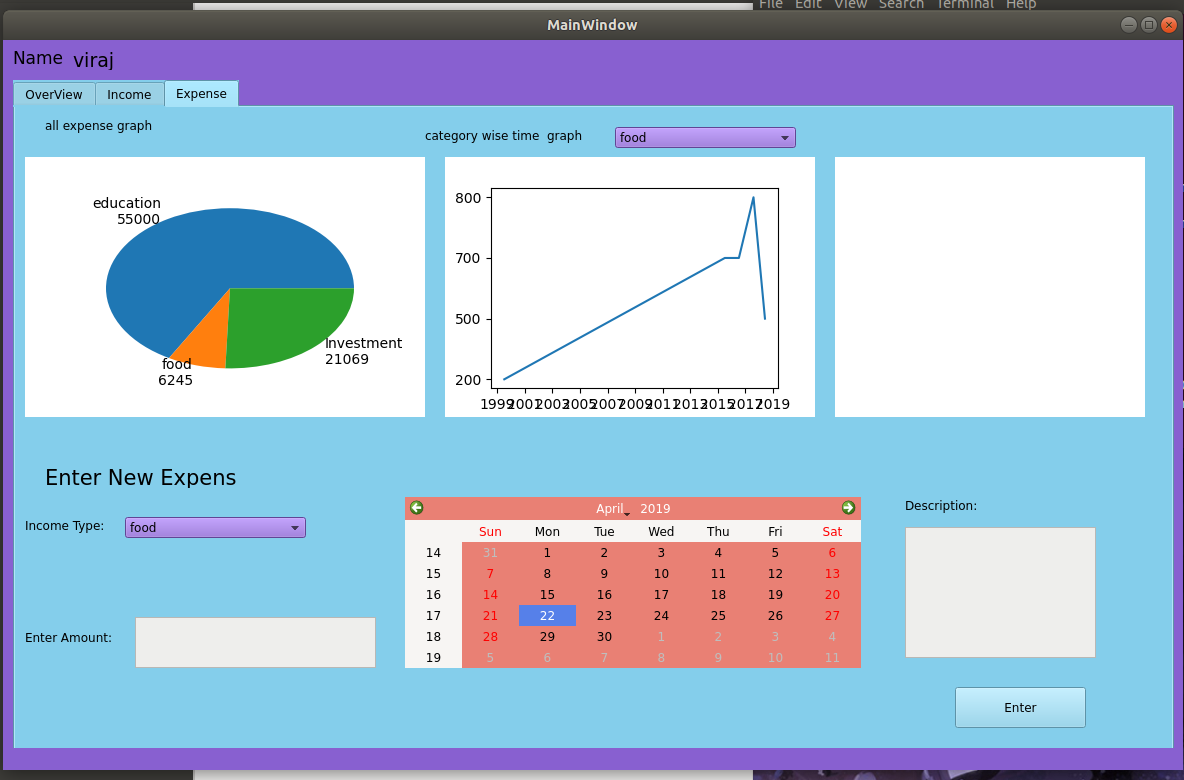 File Edit View Search Terminal Help
MainWindow
Name viraj
OverView Income Expense
all expense graph
category wise time graph food
education
55000
food
6245
Investment
21069
800
700
500
200
1999 2001 2003 2005 2007 2009 2011 2013 2015 2017 2019
Enter New Expens
Income Type: food
Enter Amount:
April 2019
Sun Mon Tue Wed Thu Fri Sat
14 31 1 2 3 4 5 6
15 7 8 9 10 11 12 13
16 14 15 16 17 18 19 20
17 21 22 23 24 25 26 27
18 28 29 30 1 2 3 4
19 5 6 7 8 9 10 11
Description:
Enter